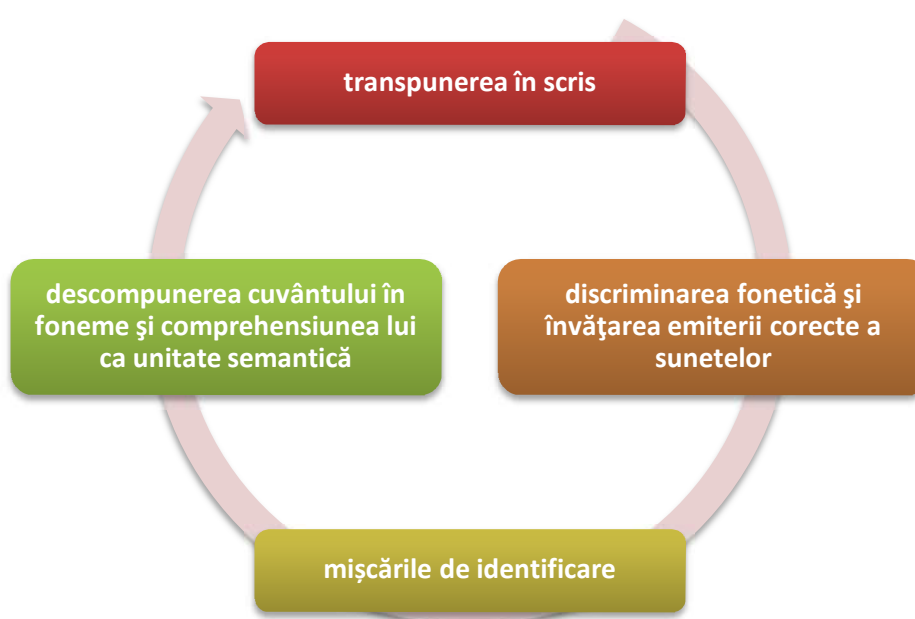 transpunerea în scris
discriminarea fonetică şi
învăţarea emiterii corecte a
sunetelor
mișcările de identificare
descompunerea cuvântului în
foneme şi comprehensiunea lui
ca unitate semantică